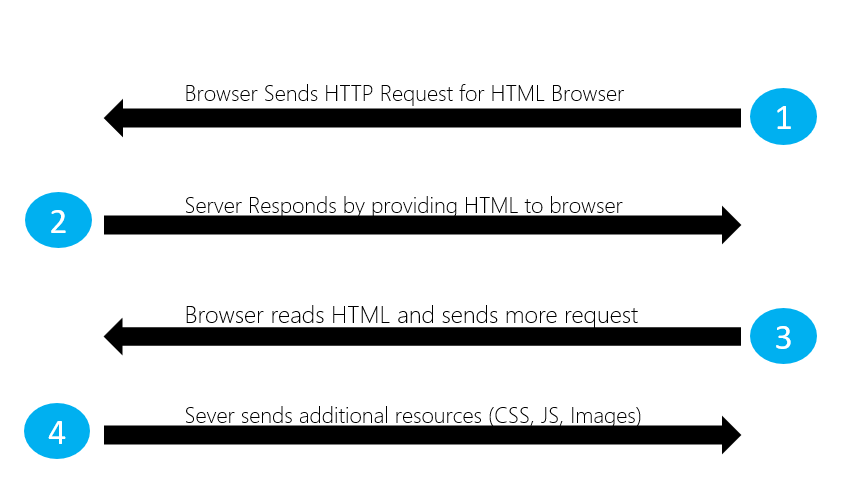 Browser Sends HTTP Request for HTML Browser
1
2
Server Responds by providing HTML to browser
Browser reads HTML and sends more request
3
Sever sends additional resources (CSS, JS, Images)
4